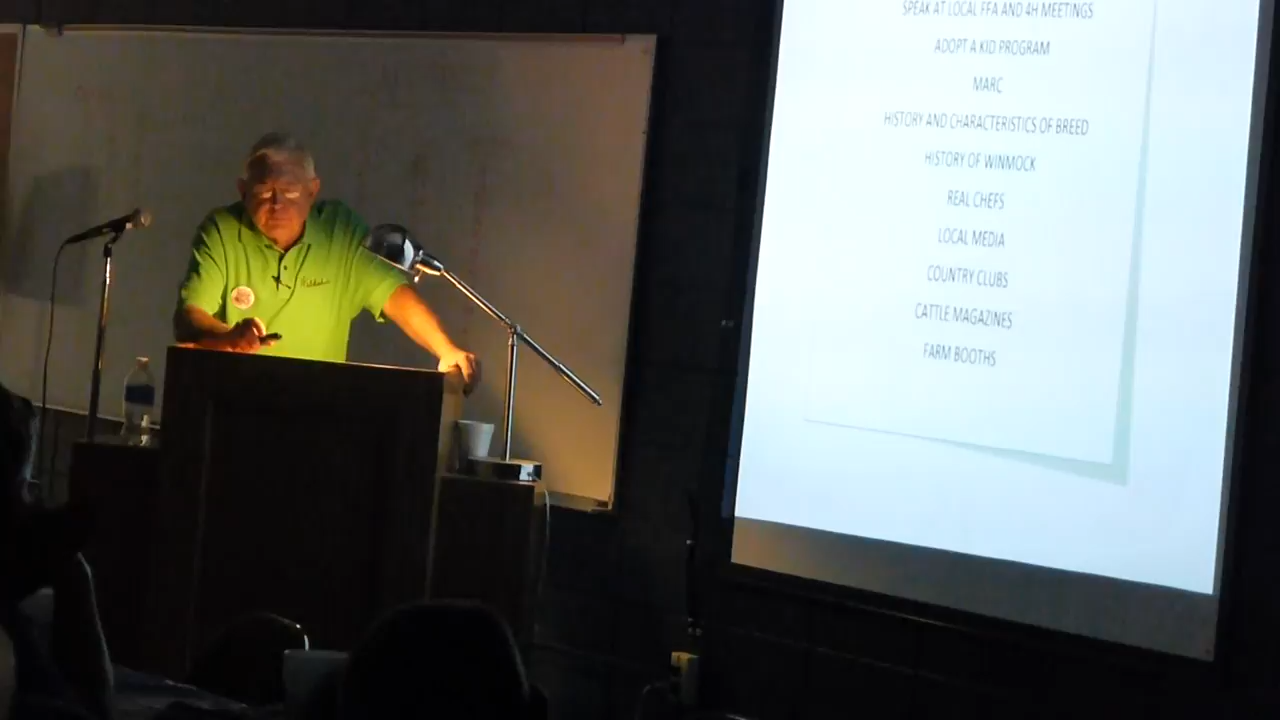 SPEAK AT LOCAL FFA AND 4H MEETINGS
ADOPT A KID PROGRAM
MARC
HISTORY AND CHARACTERISTICS OF BREED
HISTORY OF WINMOCK
REAL CHEFS
LOCAL MEDIA
COUNTRY CLUBS
CATTLE MAGAZINES
FARM BOOTHS